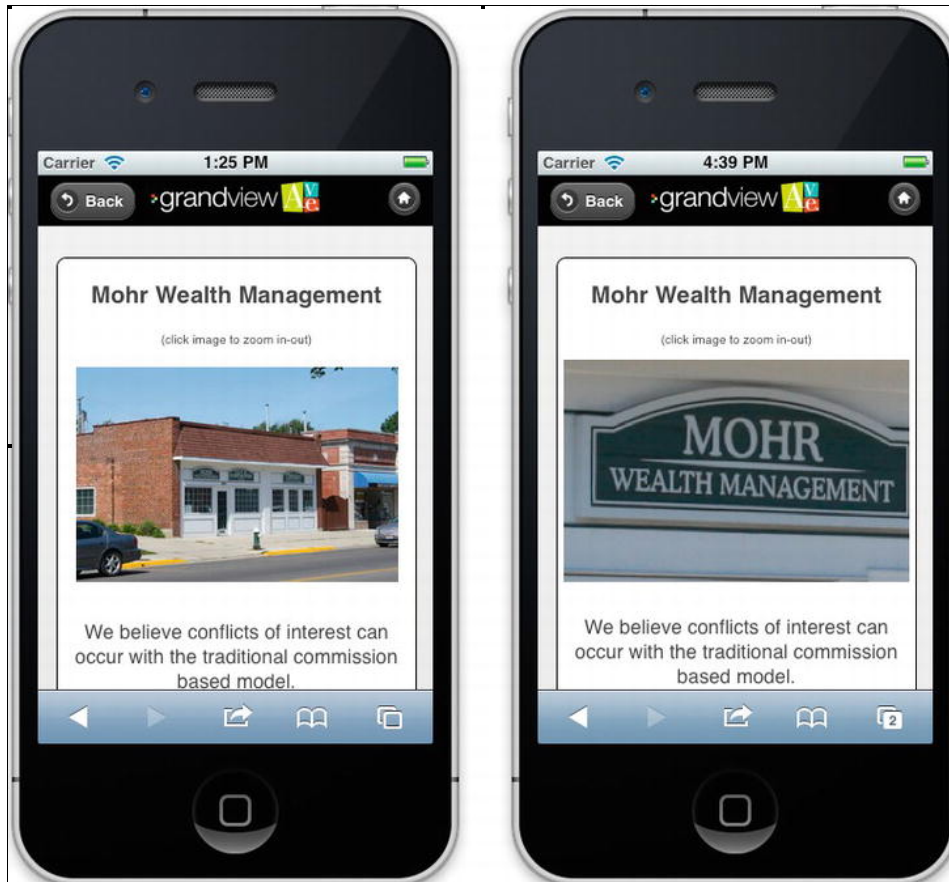 Carrier
1:25 PM
Back
grandview Ave.
Mohr Wealth Management
(click image to zoom in-out)
We believe conflicts of interest can
occur with the traditional commission
based model.
Carrier
4:39 PM
Back
grandview Ave.
Mohr Wealth Management
(click image to zoom in-out)
MOHR
WEALTH MANAGEMENT
We believe conflicts of interest can
occur with the traditional commission
based model.
2